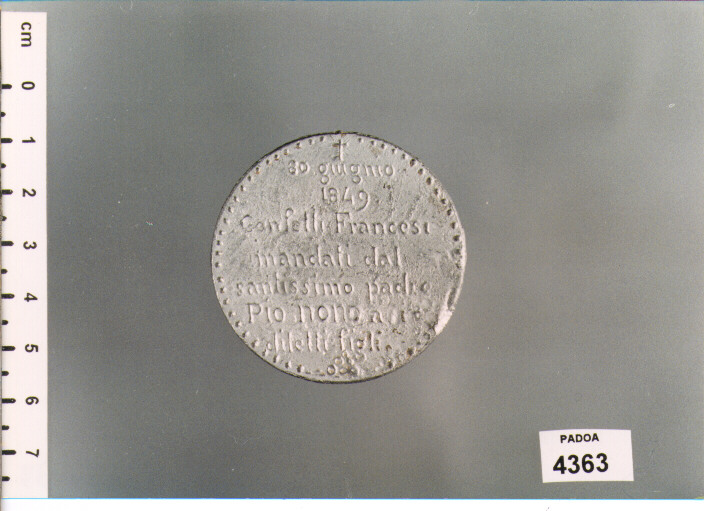 cm
0
1
2
3
4
5
6
7
†
30 giugno
1849
Confetti Francesi
mandati dal
santissimo padre
PIO NONO a
diletti figli.
PADOA
4363